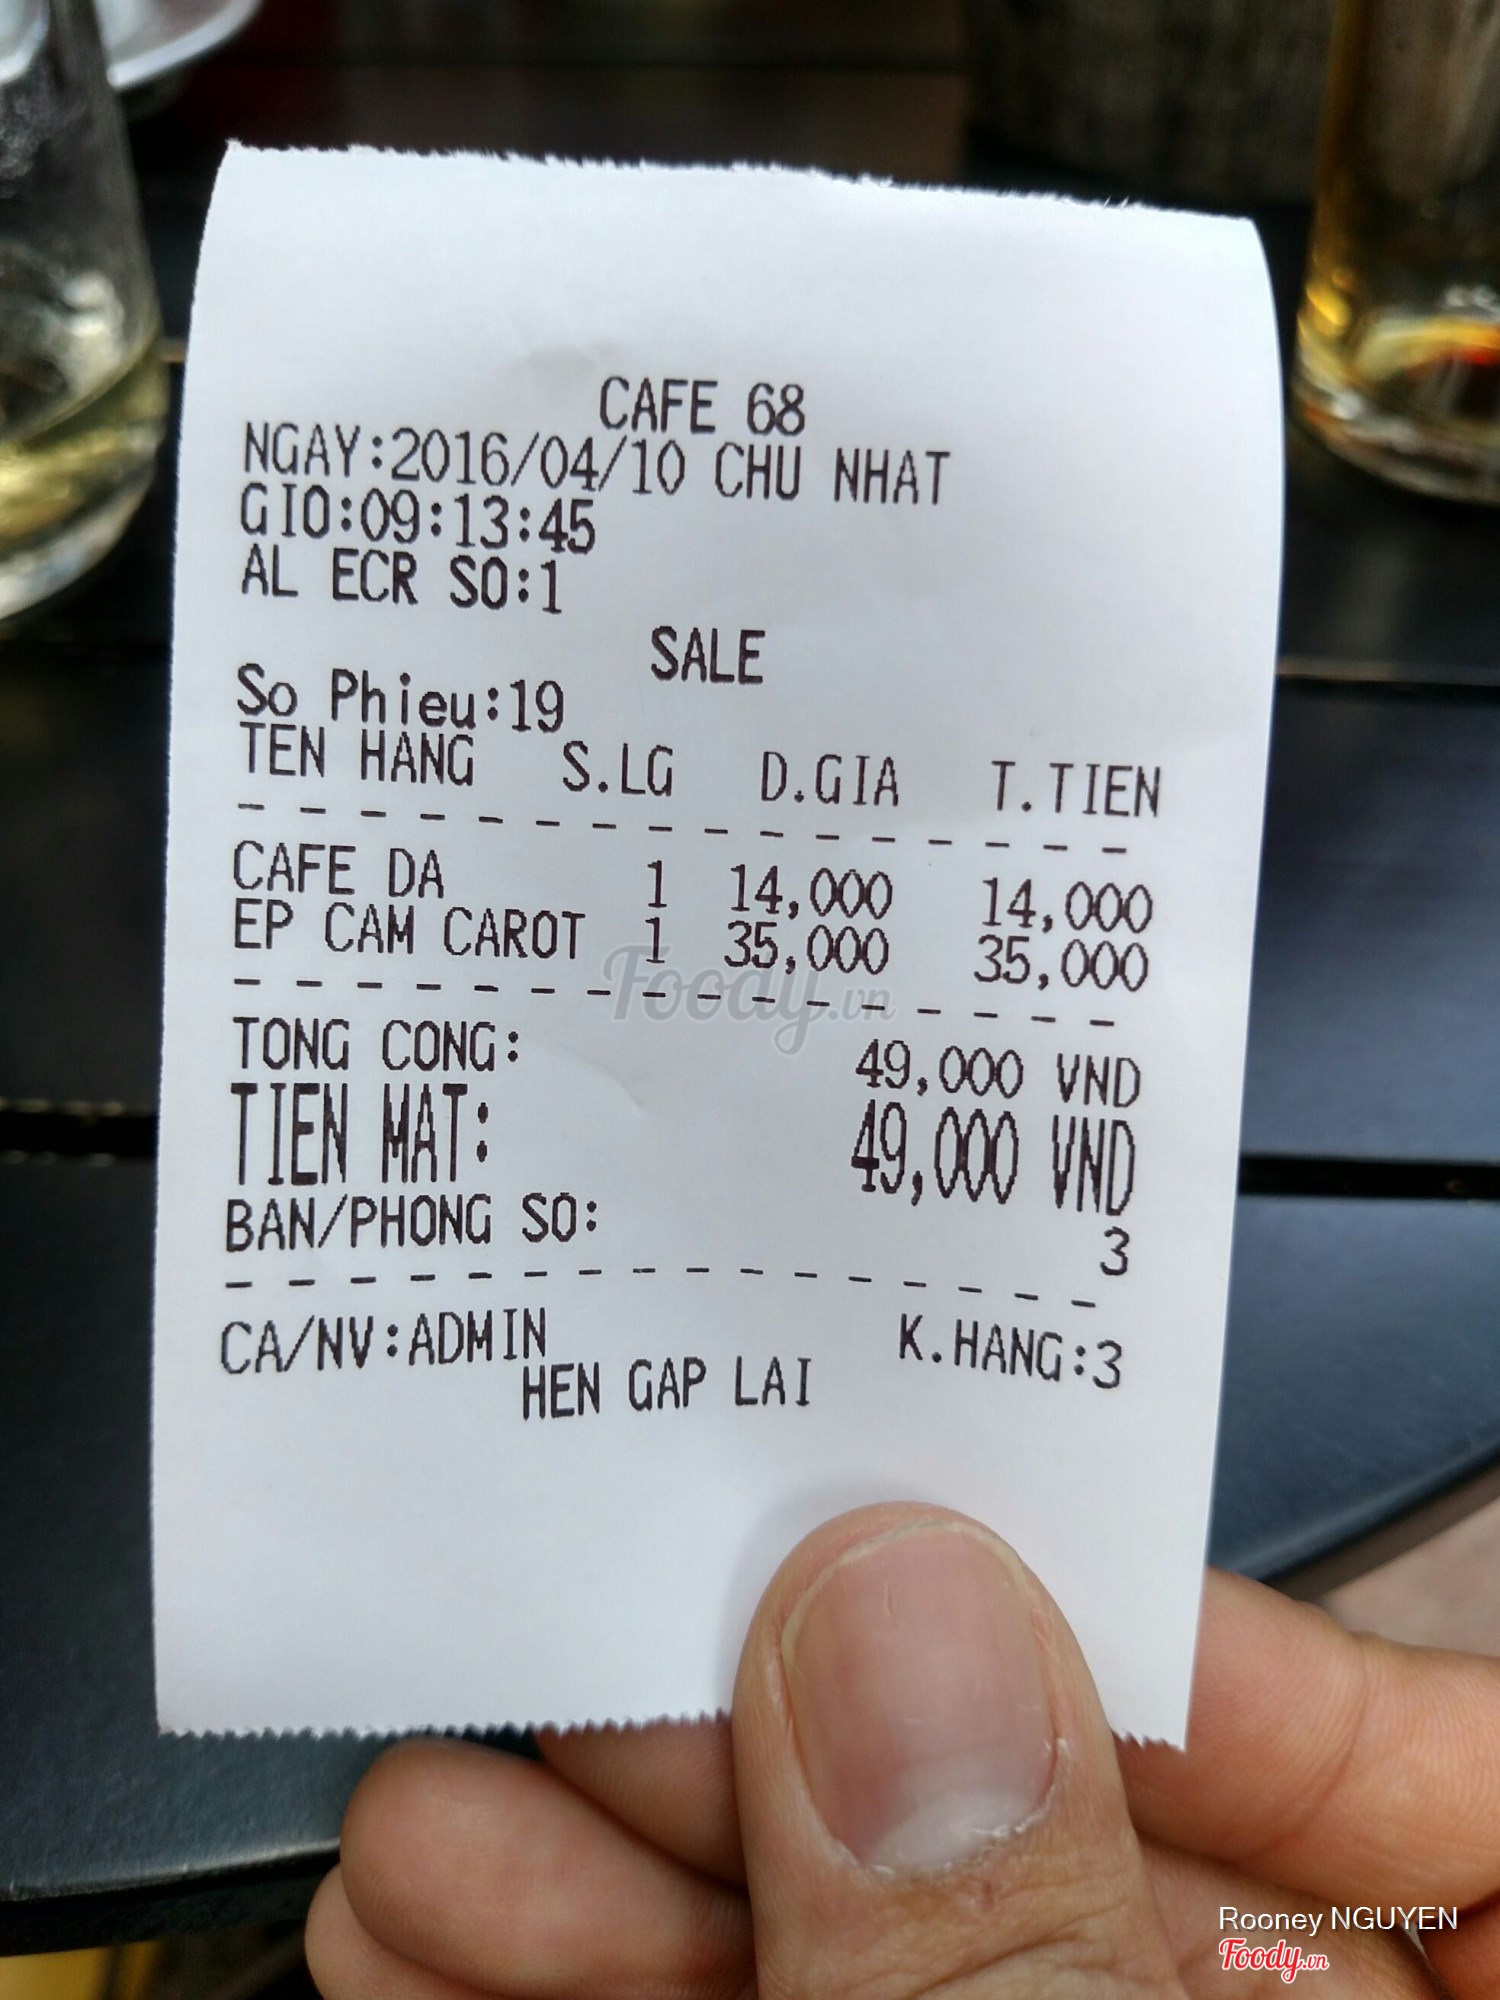 CAFE 68
NGAY:2016/04/10 CHU NHAT
GIO:09:13:45
AL ECR SO:1
SALE
So Phieu:19
TEN HANG S.LG D.GIA T.TIEN
CAFE DA 1 14,000 14,000
EP CAM CAROT 1 35,000 35,000
Foody.vn
TONG CONG: 49,000 VND
TIEN MAT: 49,000 VND
BAN/PHONG SO: 3
CA/NV:ADMIN K.HANG:3
HEN GAP LAI
Rooney NGUYEN
Foody.vn